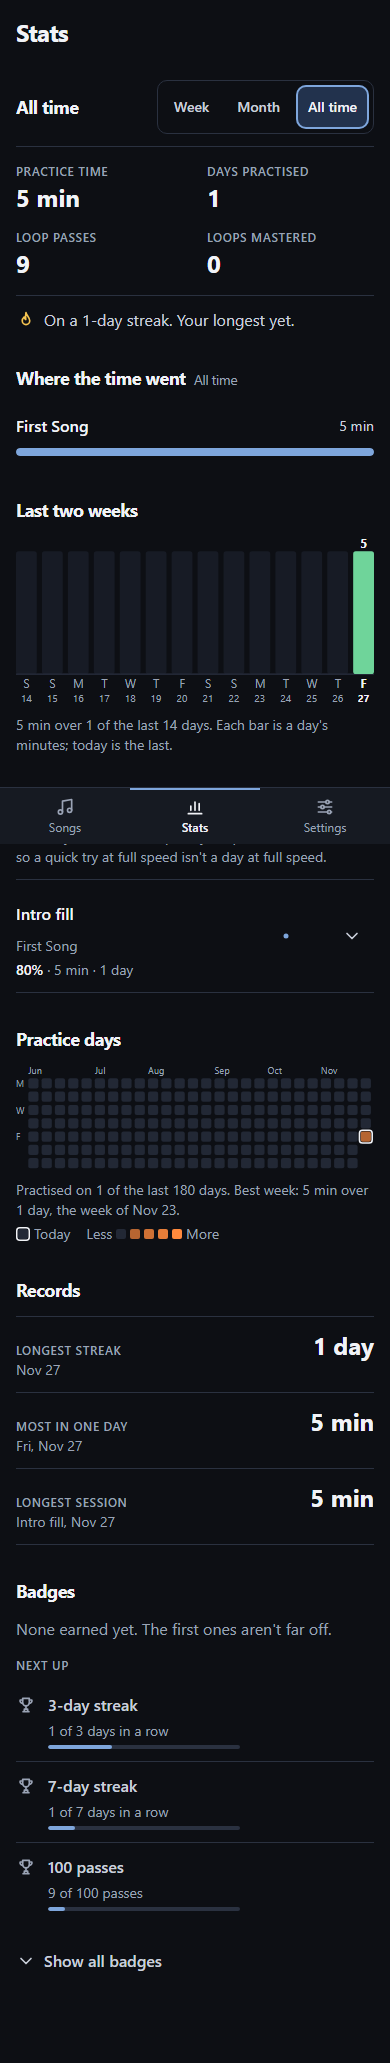 Stats
All time
Week Month All time
PRACTICE TIME DAYS PRACTISED
5 min 1
LOOP PASSES LOOPS MASTERED
9 0
On a 1-day streak. Your longest yet.
Where the time went All time
First Song 5 min
Last two weeks
5
S S M T W T F S S M T W T F
14 15 16 17 18 19 20 21 22 23 24 25 26 27
5 min over 1 of the last 14 days. Each bar is a day's
minutes; today is the last.
Songs Stats Settings
so a quick try at full speed isn't a day at full speed.
Intro fill
First Song
80% · 5 min · 1 day
Practice days
Jun Jul Aug Sep Oct Nov
M
W
F
Practised on 1 of the last 180 days. Best week: 5 min over
1 day, the week of Nov 23.
Today Less More
Records
LONGEST STREAK 1 day
Nov 27
MOST IN ONE DAY 5 min
Fri, Nov 27
LONGEST SESSION 5 min
Intro fill, Nov 27
Badges
None earned yet. The first ones aren't far off.
NEXT UP
3-day streak
1 of 3 days in a row
7-day streak
1 of 7 days in a row
100 passes
9 of 100 passes
Show all badges